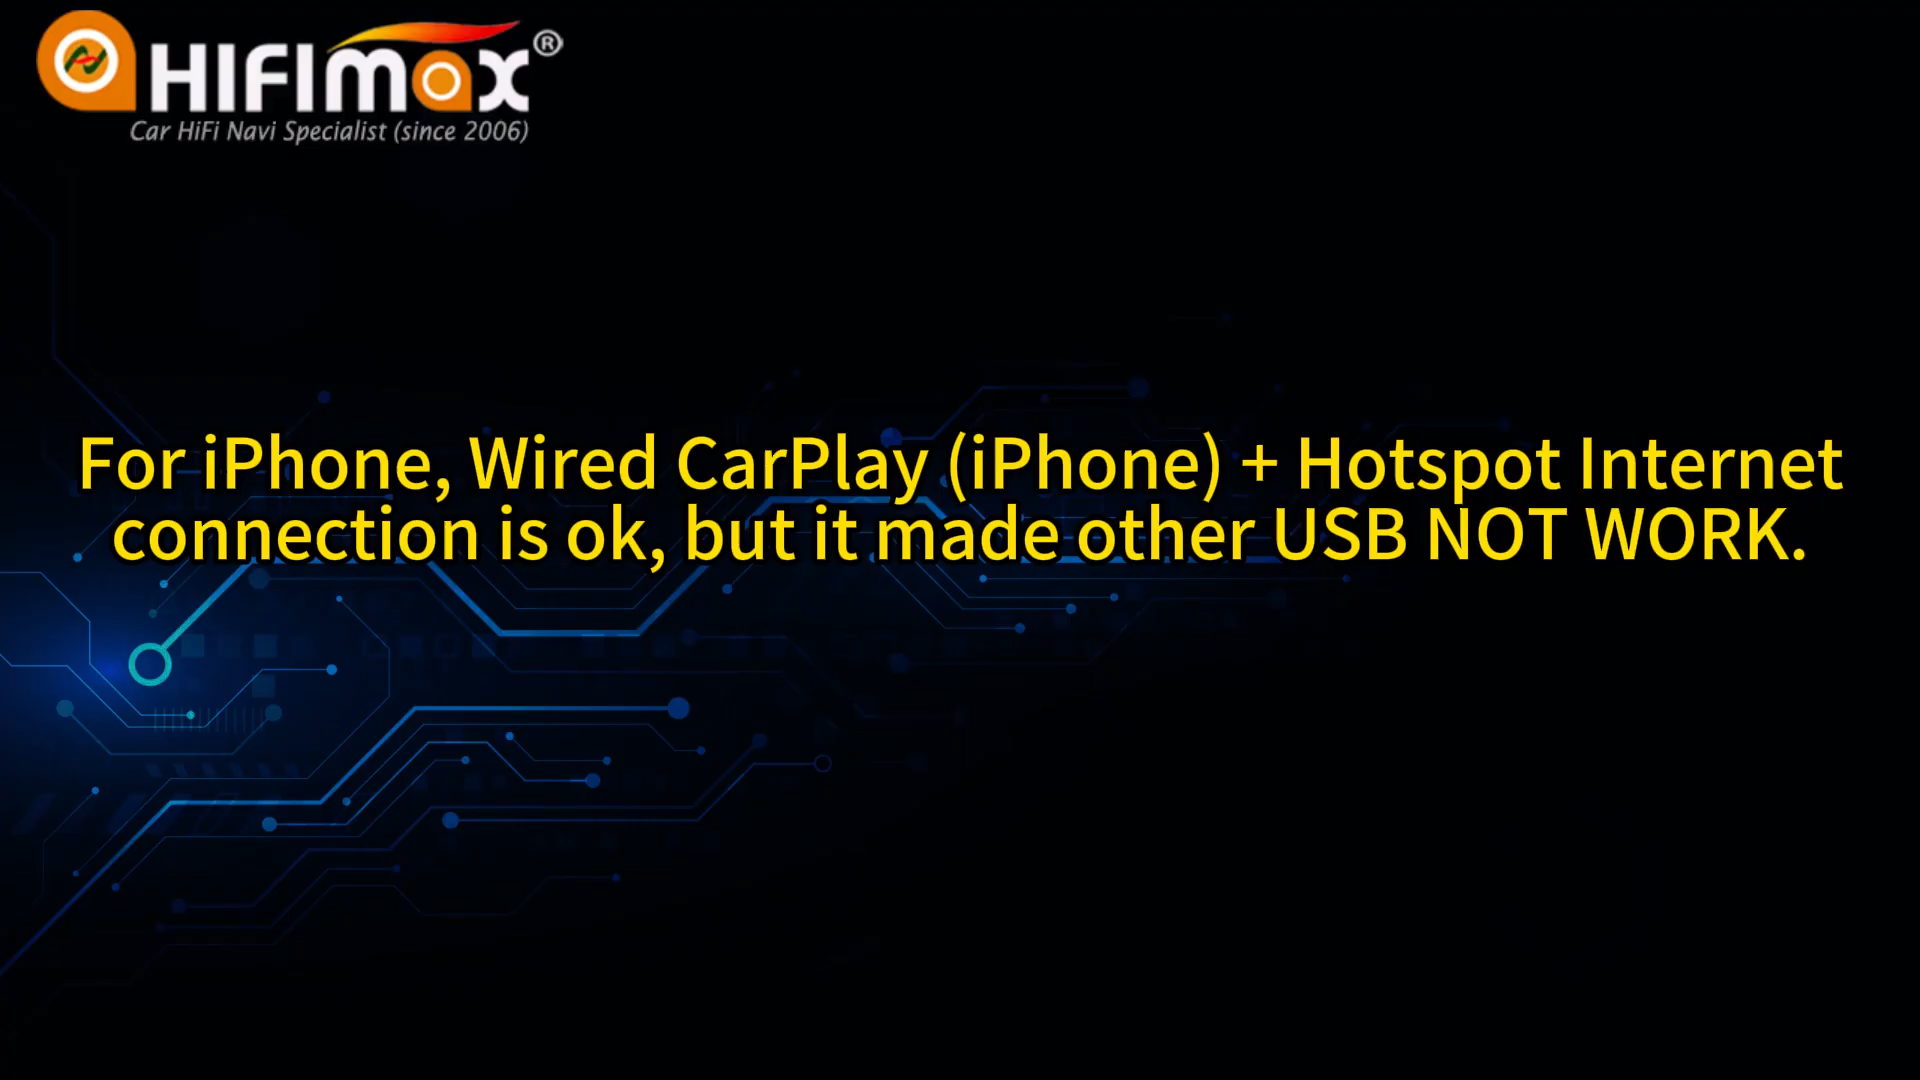 HIFIMAX®
Car HiFi Navi Specialist (since 2006)
For iPhone, Wired CarPlay (iPhone) + Hotspot Internet
connection is ok, but it made other USB NOT WORK.